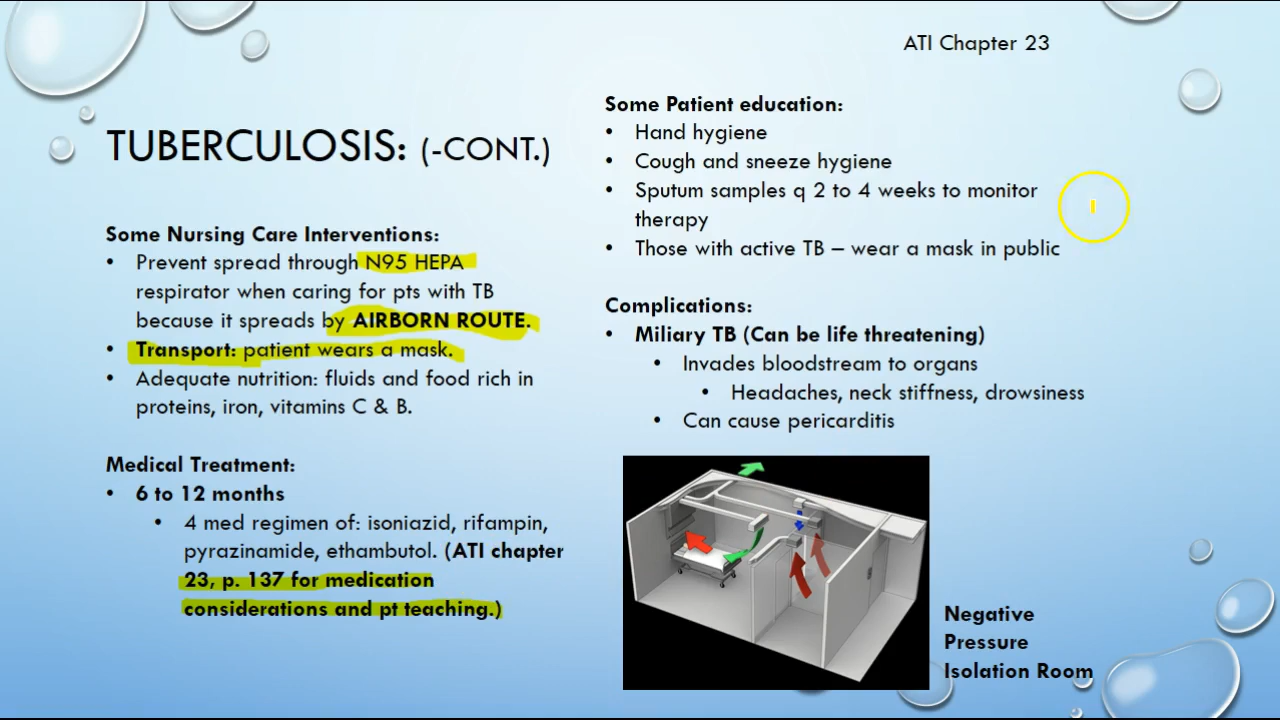 ATI Chapter 23
TUBERCULOSIS: (-CONT.)
Some Nursing Care Interventions:
• Prevent spread through N95 HEPA
respirator when caring for pts with TB
because it spreads by AIRBORN ROUTE.
• Transport: patient wears a mask.
• Adequate nutrition: fluids and food rich in
proteins, iron, vitamins C & B.
Medical Treatment:
• 6 to 12 months
• 4 med regimen of: isoniazid, rifampin,
pyrazinamide, ethambutol. (ATI chapter
23, p. 137 for medication
considerations and pt teaching.)
Some Patient education:
• Hand hygiene
• Cough and sneeze hygiene
• Sputum samples q 2 to 4 weeks to monitor
therapy
• Those with active TB – wear a mask in public
Complications:
• Miliary TB (Can be life threatening)
• Invades bloodstream to organs
• Headaches, neck stiffness, drowsiness
• Can cause pericarditis
Negative
Pressure
Isolation Room